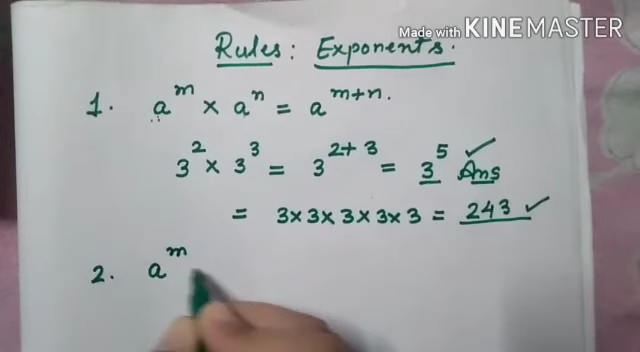 Made with KINEMASTER
Rules: Exponents.
1. a^m × a^n = a^{m+n}.
3^2 × 3^3 = 3^{2+3} = 3^5 ✓ Ans
= 3×3×3×3×3 = 243 ✓
2. a^m